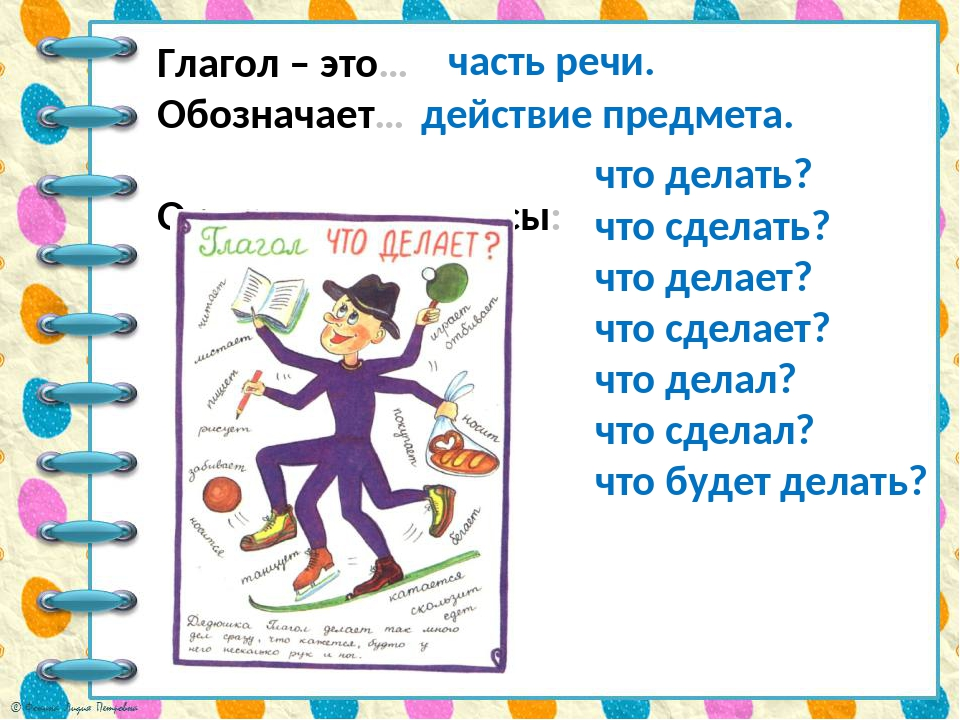 Глагол – это… часть речи.
Обозначает… действие предмета.
что делать?
что сделать?
что делает?
что сделает?
что делал?
что сделал?
что будет делать?
сы:
Глагол ЧТО ДЕЛАЕТ?
читает
листает
пишет
рисует
играет
отбивает
покупает
носит
забивает
носится
танцует
бегает
катается
скользит
едет
Дядюшка Глагол делает так много
дел сразу, что кажется, будто у
него несколько рук и ног.
© Фокина Лидия Петровна